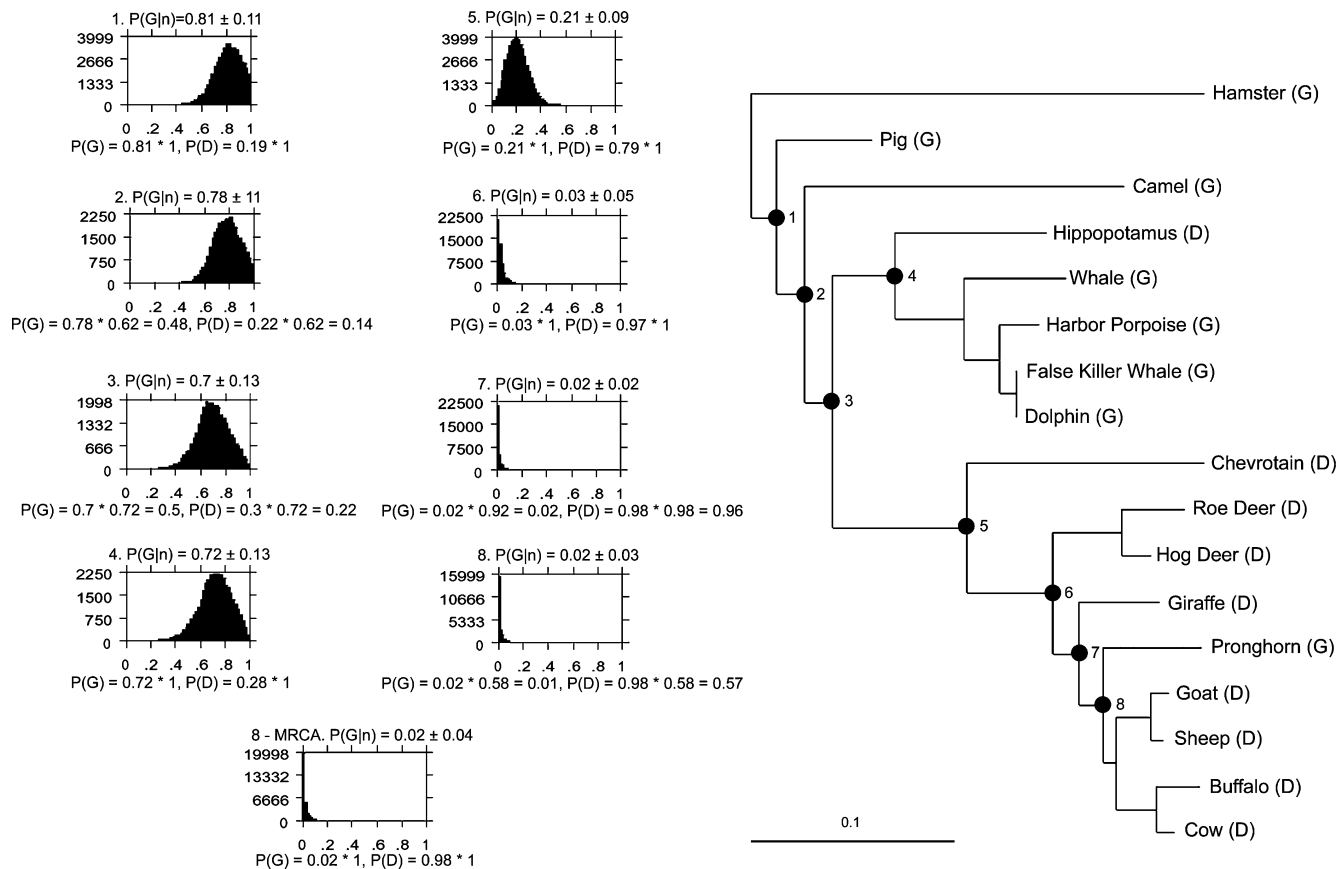 1. P(G|n)=0.81 ± 0.11
3999
2666
1333
0
0 .2 .4 .6 .8 1
P(G) = 0.81 * 1, P(D) = 0.19 * 1
2. P(G|n) = 0.78 ± 11
2250
1500
750
0
0 .2 .4 .6 .8 1
P(G) = 0.78 * 0.62 = 0.48, P(D) = 0.22 * 0.62 = 0.14
3. P(G|n) = 0.7 ± 0.13
1998
1332
666
0
0 .2 .4 .6 .8 1
P(G) = 0.7 * 0.72 = 0.5, P(D) = 0.3 * 0.72 = 0.22
4. P(G|n) = 0.72 ± 0.13
2250
1500
750
0
0 .2 .4 .6 .8 1
P(G) = 0.72 * 1, P(D) = 0.28 * 1
5. P(G|n) = 0.21 ± 0.09
3999
2666
1333
0
0 .2 .4 .6 .8 1
P(G) = 0.21 * 1, P(D) = 0.79 * 1
6. P(G|n) = 0.03 ± 0.05
22500
15000
7500
0
0 .2 .4 .6 .8 1
P(G) = 0.03 * 1, P(D) = 0.97 * 1
7. P(G|n) = 0.02 ± 0.02
22500
15000
7500
0
0 .2 .4 .6 .8 1
P(G) = 0.02 * 0.92 = 0.02, P(D) = 0.98 * 0.98 = 0.96
8. P(G|n) = 0.02 ± 0.03
15999
10666
5333
0
0 .2 .4 .6 .8 1
P(G) = 0.02 * 0.58 = 0.01, P(D) = 0.98 * 0.58 = 0.57
8 - MRCA. P(G|n) = 0.02 ± 0.04
19998
13332
6666
0
0 .2 .4 .6 .8 1
P(G) = 0.02 * 1, P(D) = 0.98 * 1
Hamster (G)
Pig (G)
Camel (G)
1
Hippopotamus (D)
4
Whale (G)
2
Harbor Porpoise (G)
False Killer Whale (G)
3
Dolphin (G)
Chevrotain (D)
Roe Deer (D)
5
Hog Deer (D)
6
Giraffe (D)
7
Pronghorn (G)
Goat (D)
8
Sheep (D)
Buffalo (D)
Cow (D)
0.1